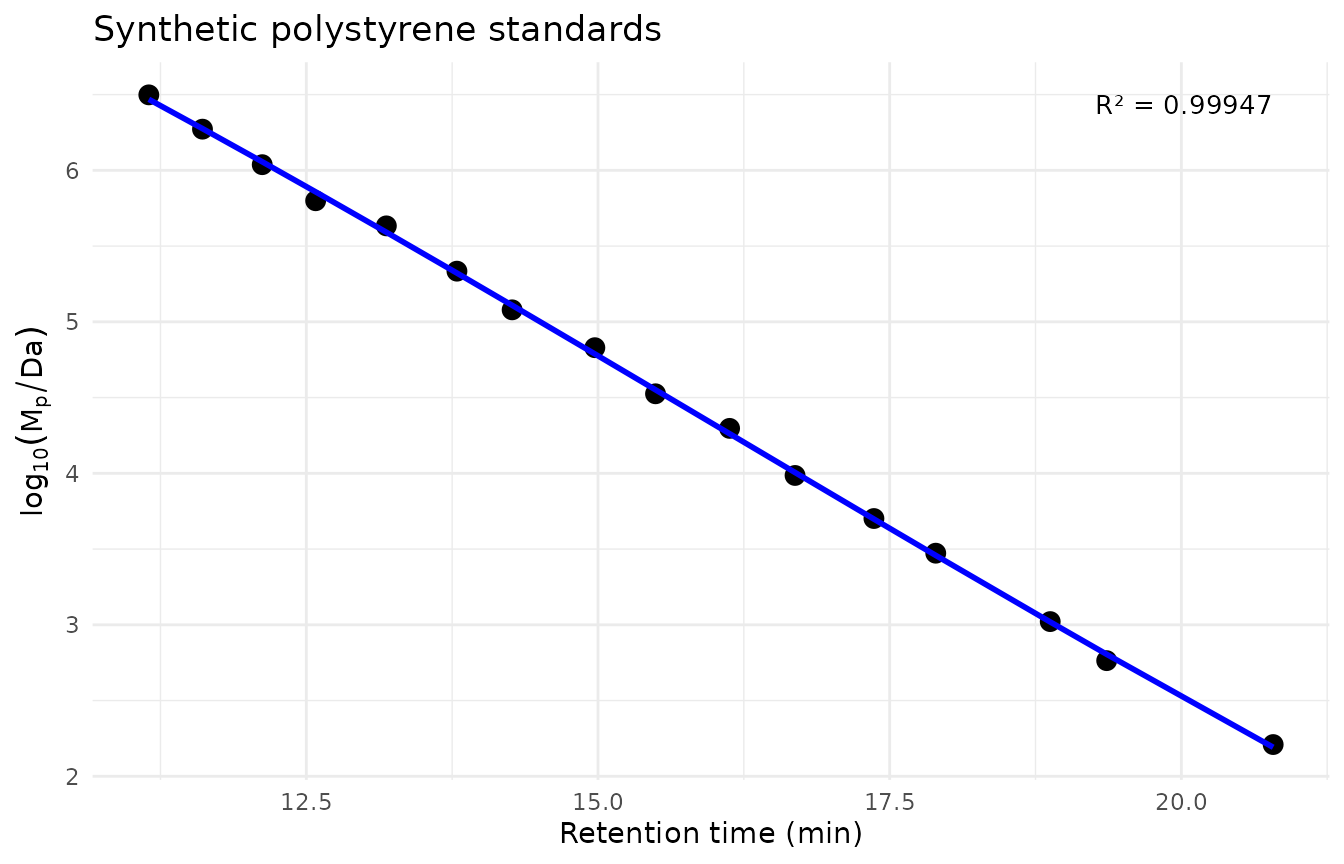 Synthetic polystyrene standards
R² = 0.99947
log₁₀(Mₚ/Da)
6
5
4
3
2
12.5 15.0 17.5 20.0
Retention time (min)